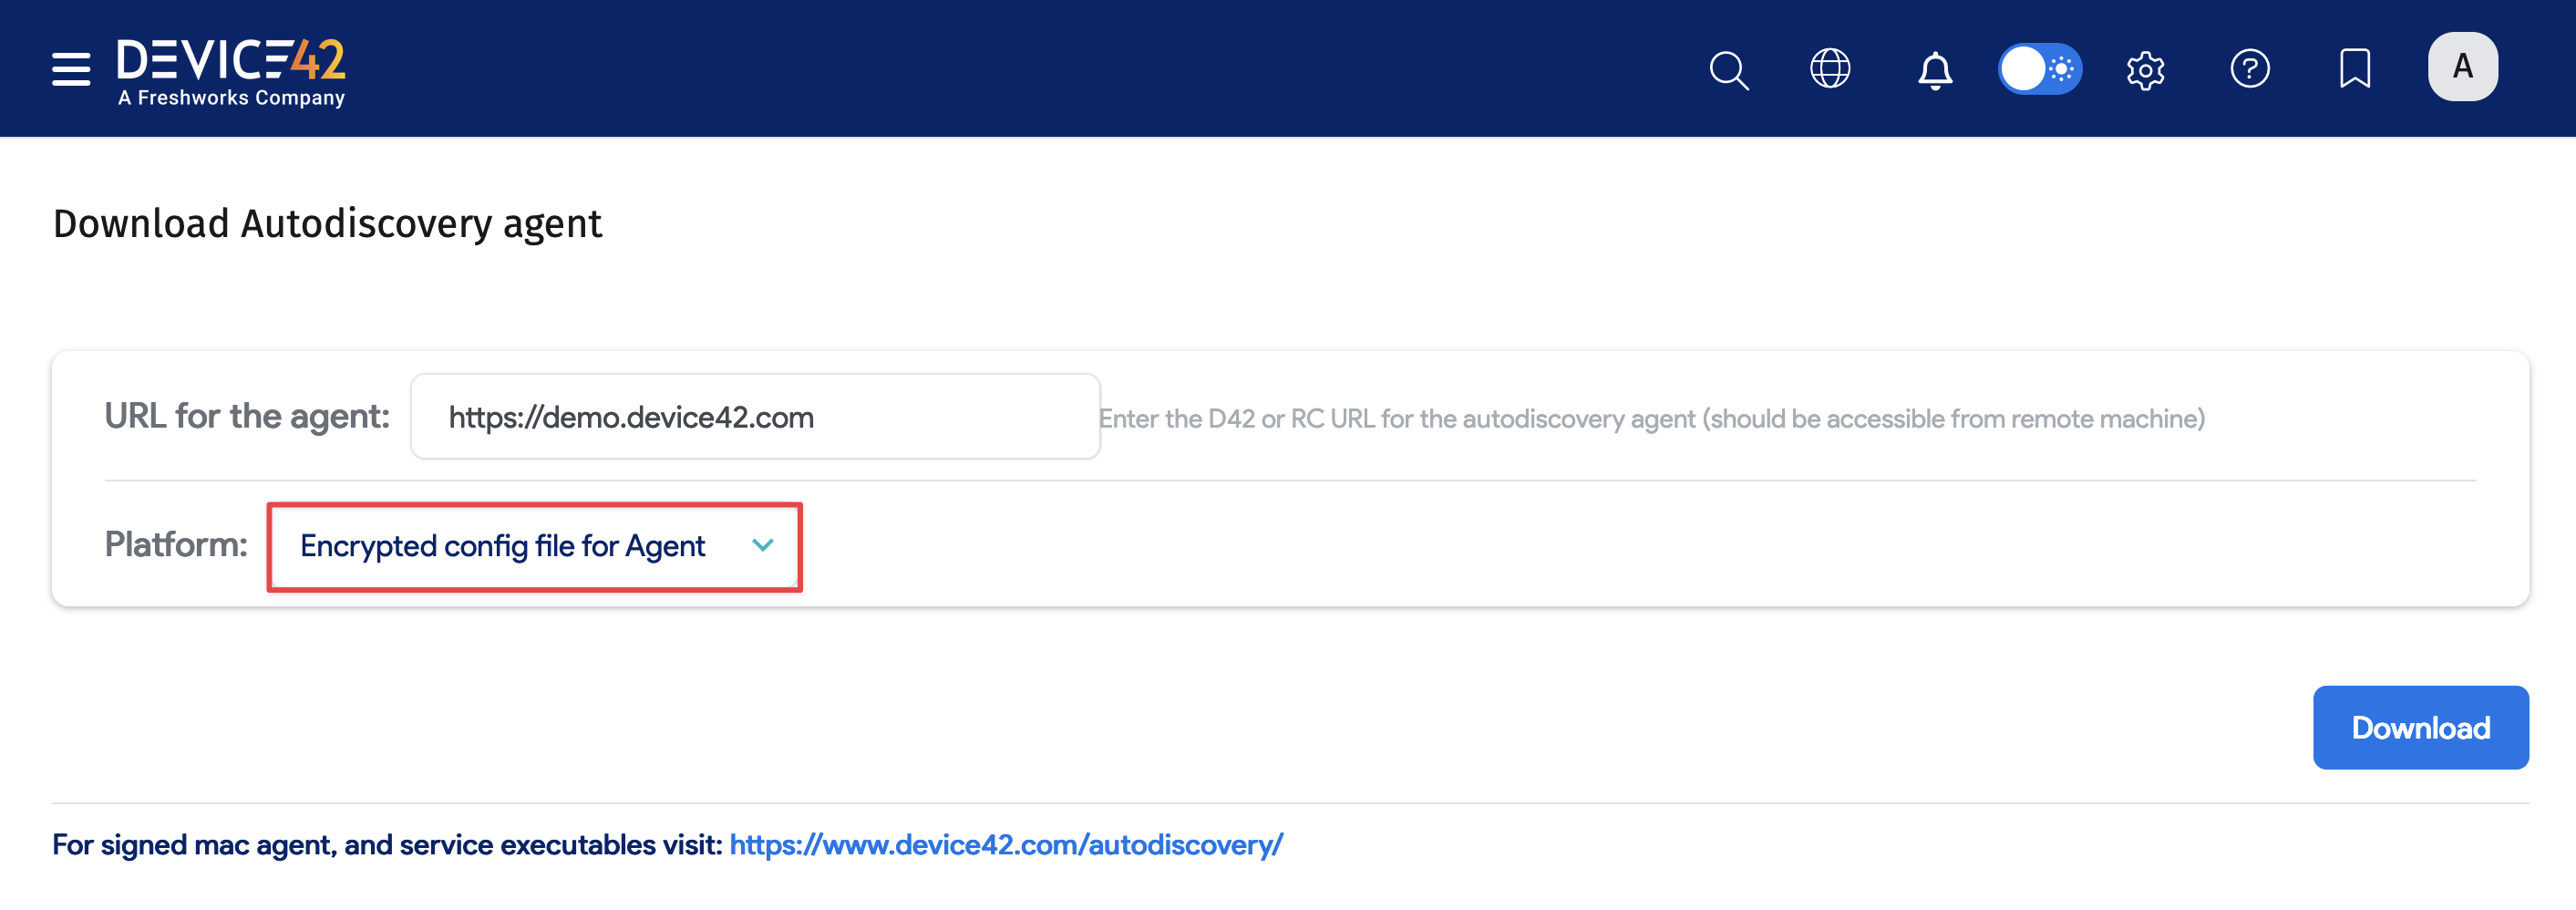 DEVICE42
A Freshworks Company
?
A
Download Autodiscovery agent
URL for the agent: https://demo.device42.com Enter the D42 or RC URL for the autodiscovery agent (should be accessible from remote machine)
Platform: Encrypted config file for Agent
Download
For signed mac agent, and service executables visit: https://www.device42.com/autodiscovery/